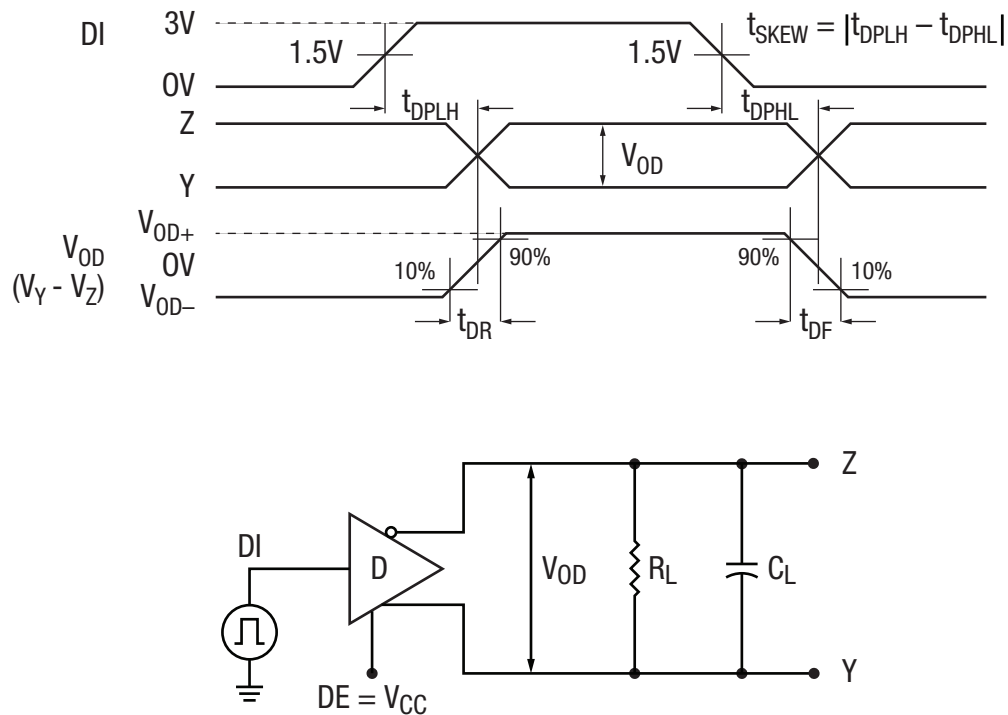 DI
3V
1.5V
1.5V
tSKEW = |tDPLH – tDPHL|
0V
tDPLH
tDPHL
Z
VOD
Y
VOD
(VY - VZ)
VOD+
0V
VOD–
10%
90%
90%
10%
tDR
tDF
Z
DI
D
VOD
RL
CL
Y
DE = VCC